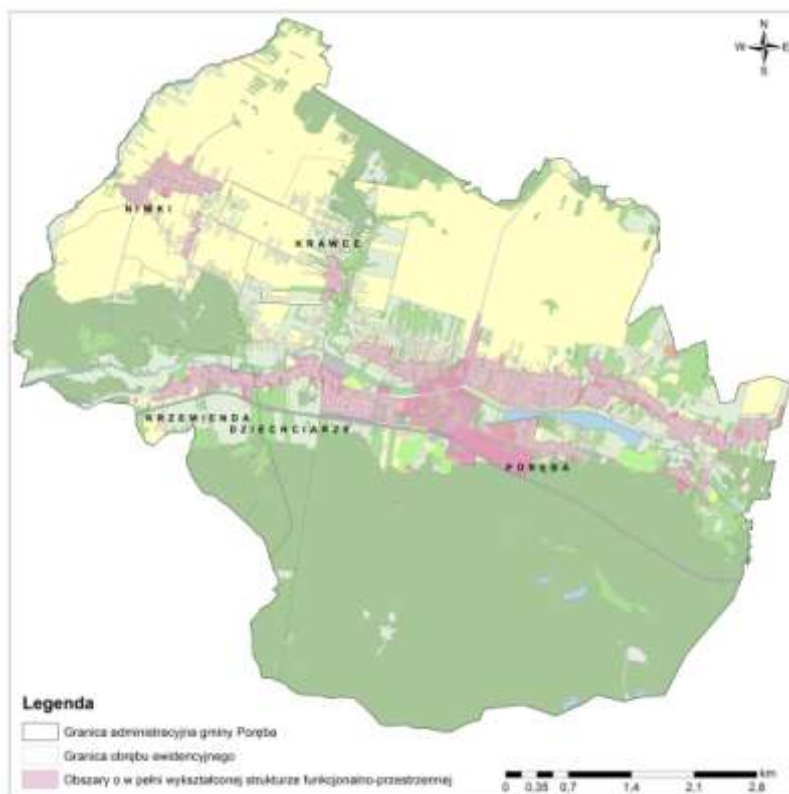 N
W E
S
NIWKI
KRAWCE
KRZEMIENDA
DZIECHCIARZE
PORĘBA
Legenda
Granica administracyjna gminy Poręba
Granica obrębu ewidencyjnego
Obszary o w pełni wykształconej strukturze funkcjonalno-przestrzennej
km
0 0,35 0,7 1,4 2,1 2,8